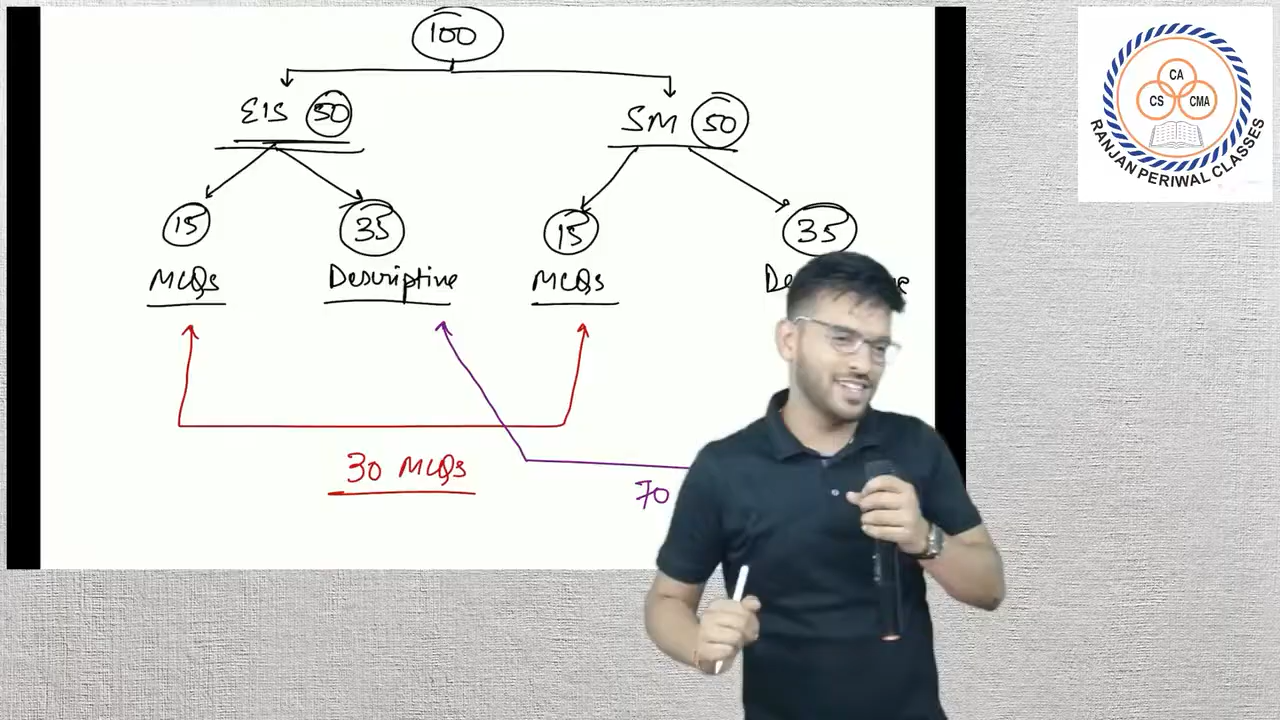 100
EIS 50
SM 50
15
35
15
35
MCQs
Descriptive
MCQs
30 MCQs
70
CA
CS
CMA
RANJAN PERIWAL CLASSES